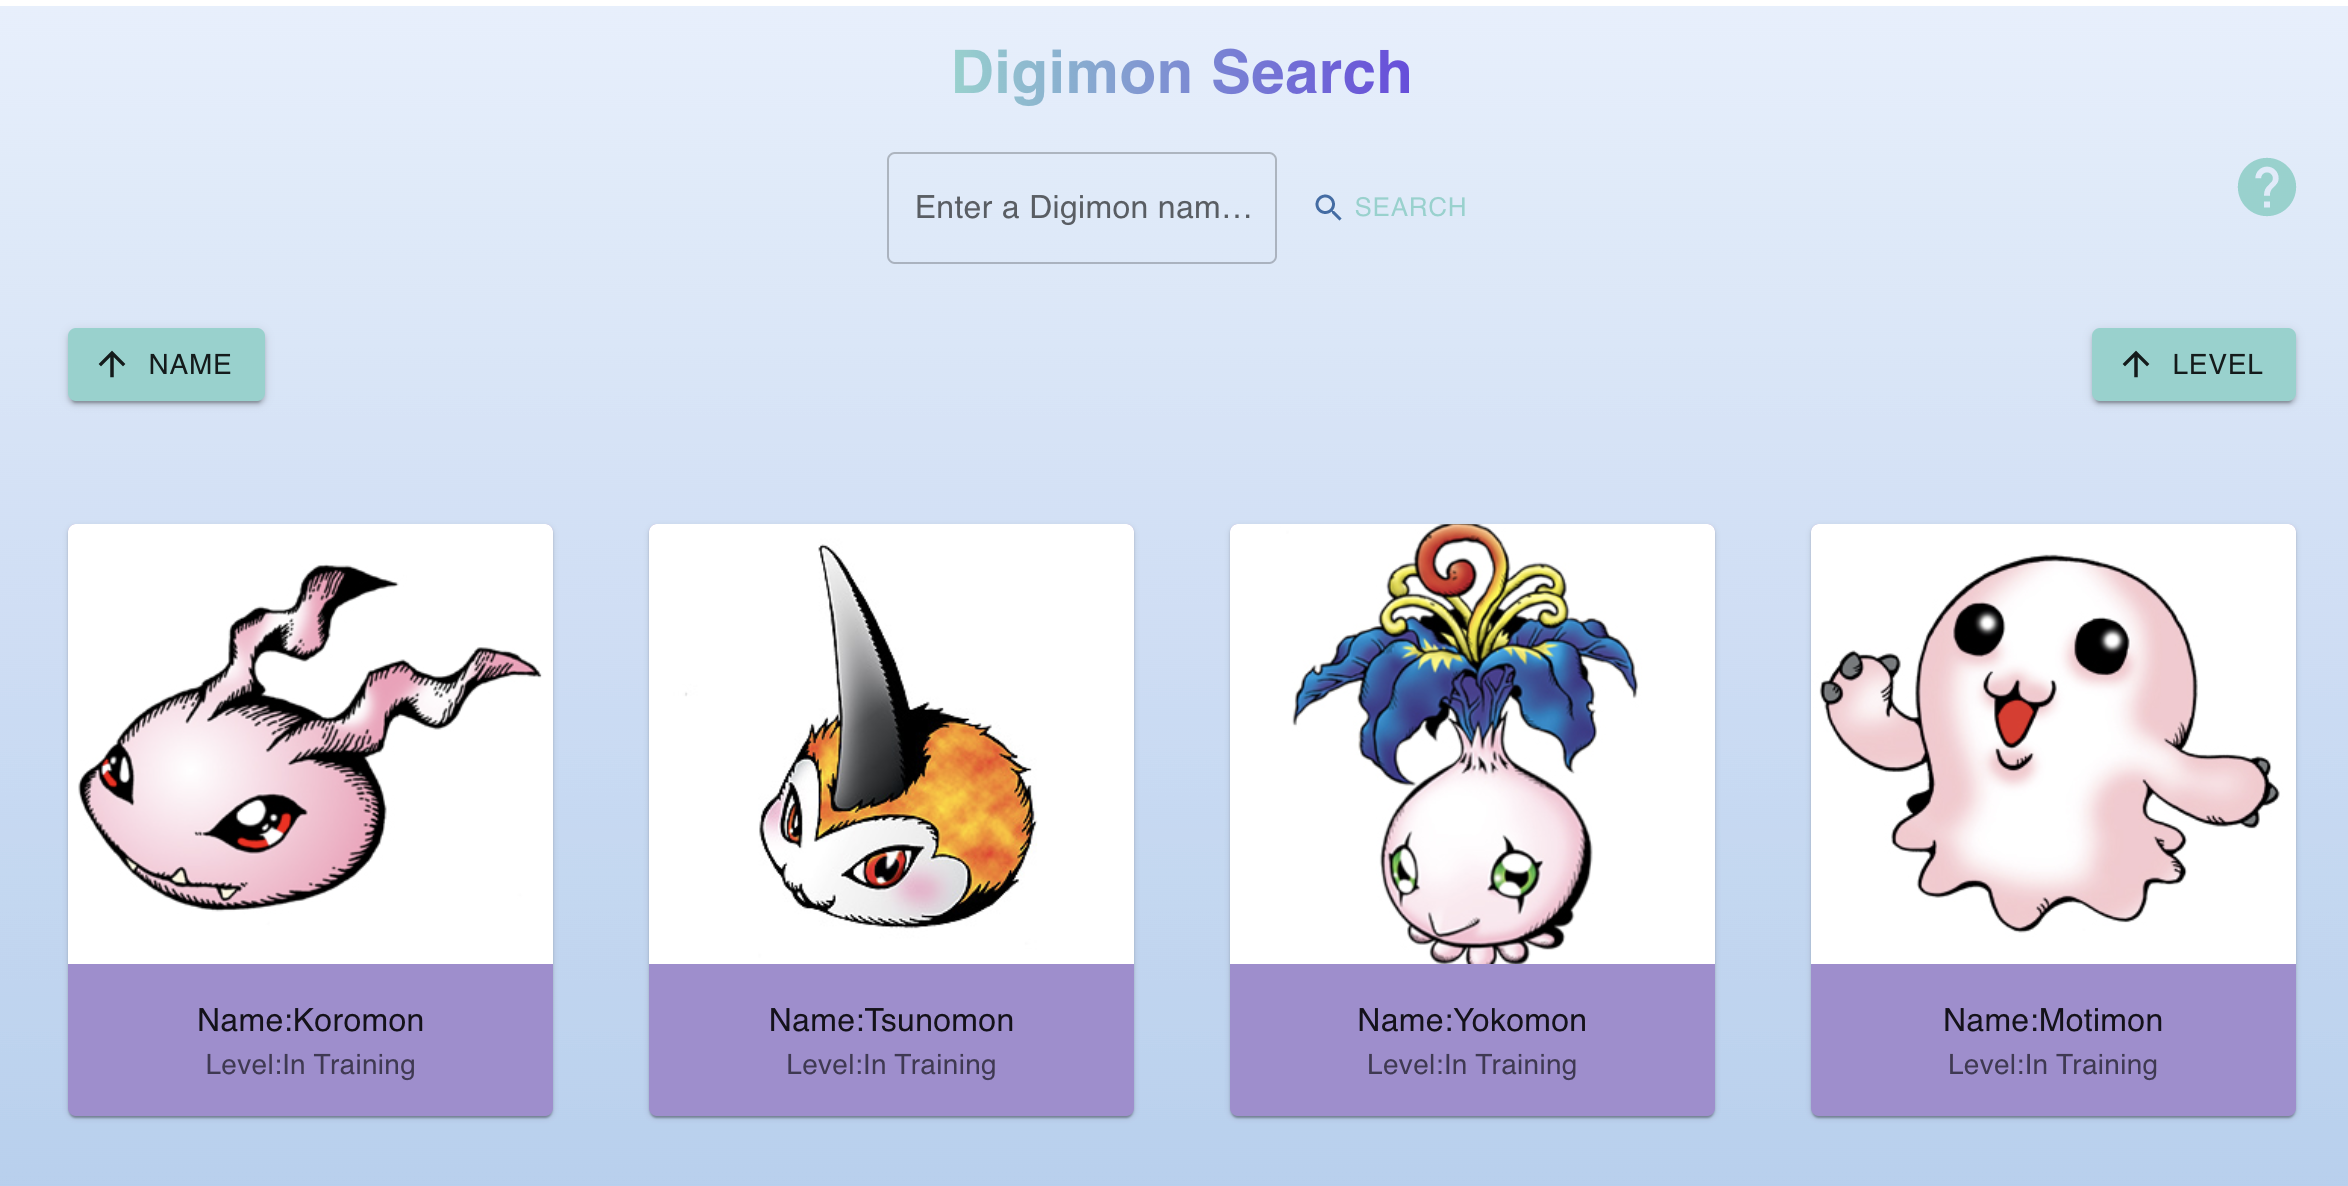 Digimon Search
Enter a Digimon nam...
SEARCH
?
NAME
LEVEL
Name:Koromon
Level:In Training
Name:Tsunomon
Level:In Training
Name:Yokomon
Level:In Training
Name:Motimon
Level:In Training